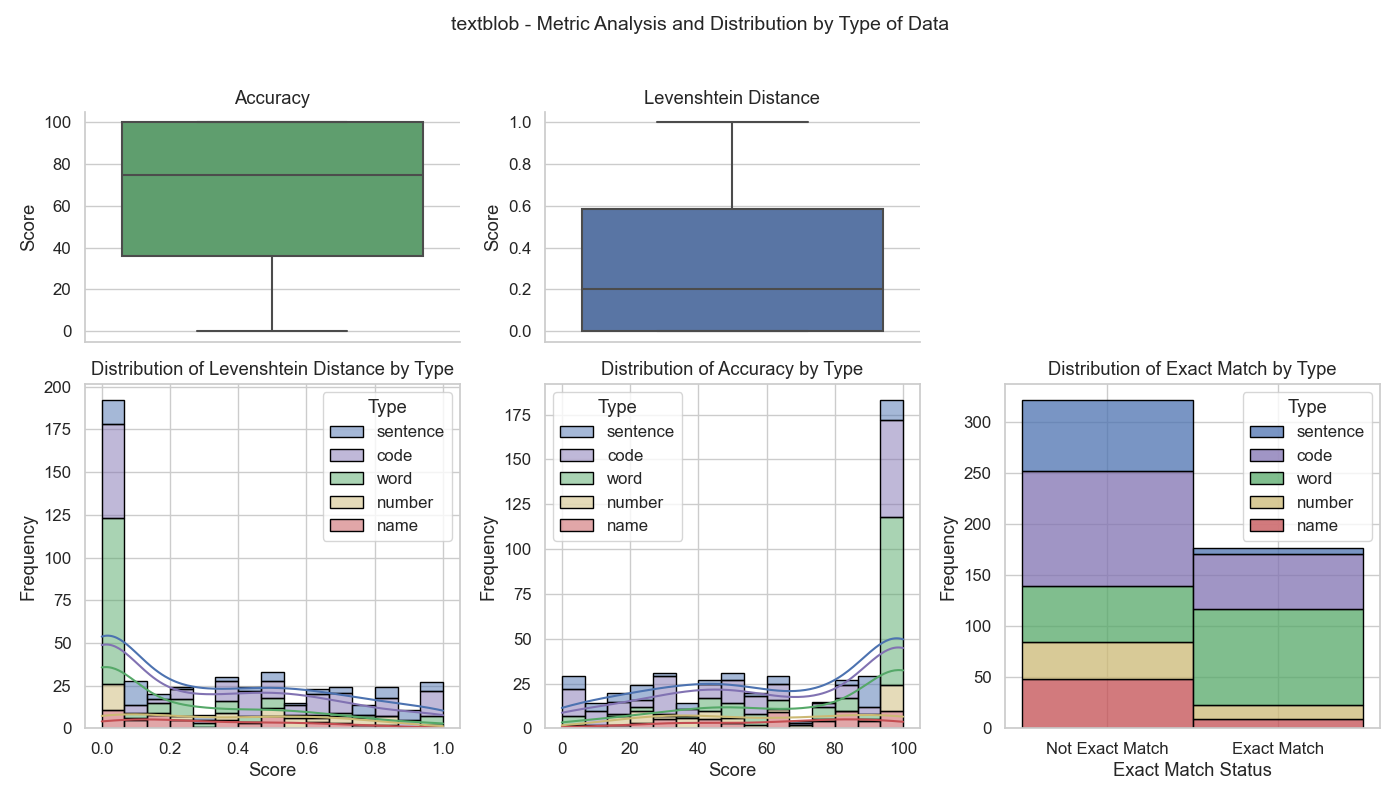 textblob - Metric Analysis and Distribution by Type of Data
Accuracy
Score
100
80
60
40
20
0
Levenshtein Distance
Score
1.0
0.8
0.6
0.4
0.2
0.0
Distribution of Levenshtein Distance by Type
Frequency
200
175
150
125
100
75
50
25
0
Type
sentence
code
word
number
name
0.0 0.2 0.4 0.6 0.8 1.0
Score
Distribution of Accuracy by Type
Frequency
175
150
125
100
75
50
25
0
Type
sentence
code
word
number
name
0 20 40 60 80 100
Score
Distribution of Exact Match by Type
Frequency
300
250
200
150
100
50
0
Type
sentence
code
word
number
name
Not Exact Match Exact Match
Exact Match Status